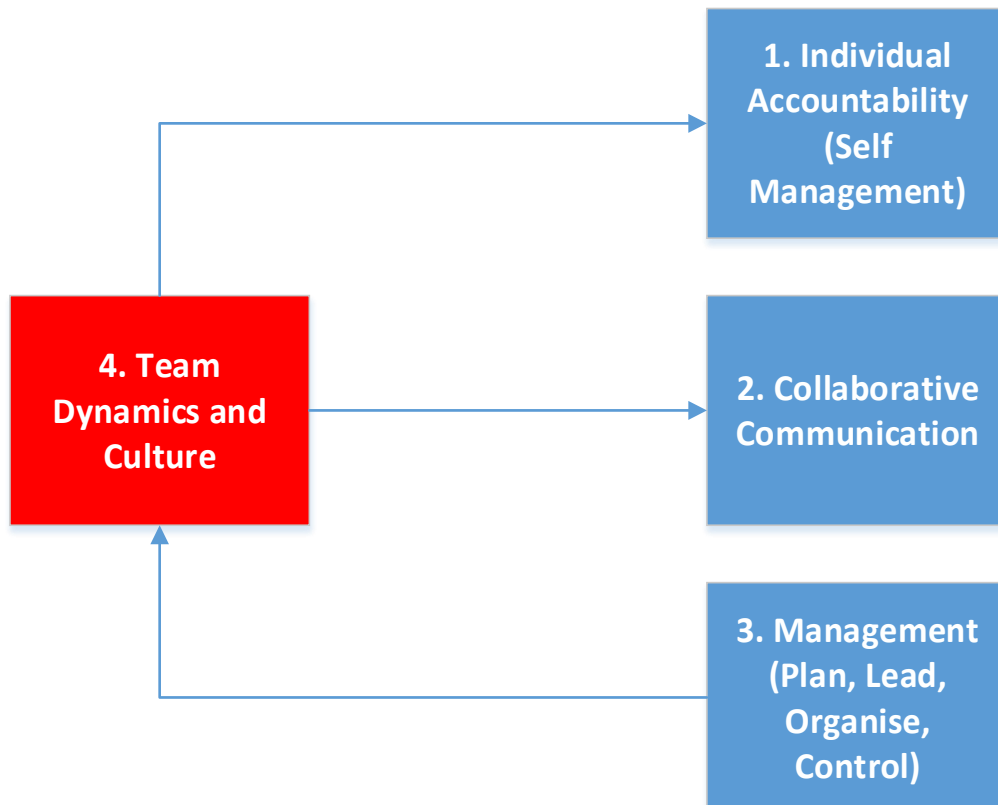 1. Individual
Accountability
(Self
Management)
4. Team
Dynamics and
Culture
2. Collaborative
Communication
3. Management
(Plan, Lead,
Organise,
Control)